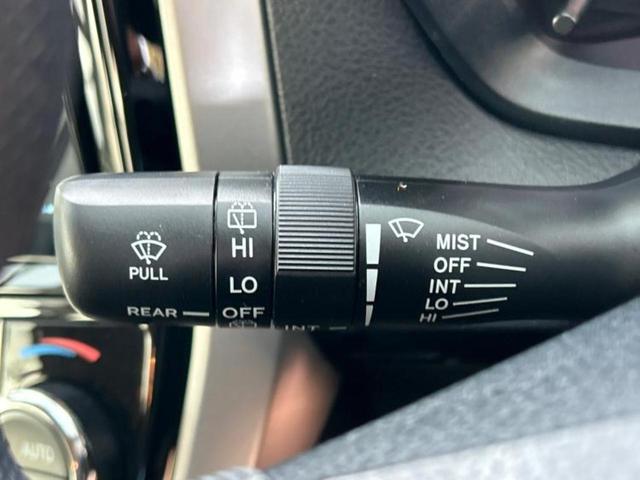 PULL
REAR
HI
LO
OFF
INT
MIST
OFF
INT
LO
HI
AUTO